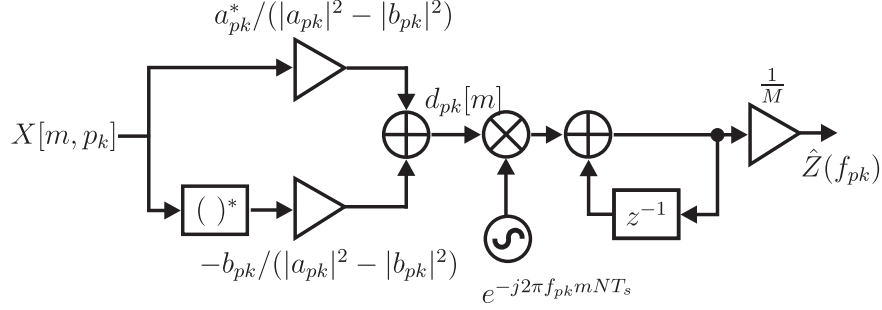 a*_{pk}/(|a_{pk}|² − |b_{pk}|²)
X[m, p_k]
d_{pk}[m]
1/M
Ẑ(f_{pk})
( )*
z⁻¹
−b_{pk}/(|a_{pk}|² − |b_{pk}|²)
e^{−j2πf_{pk}mNT_s}